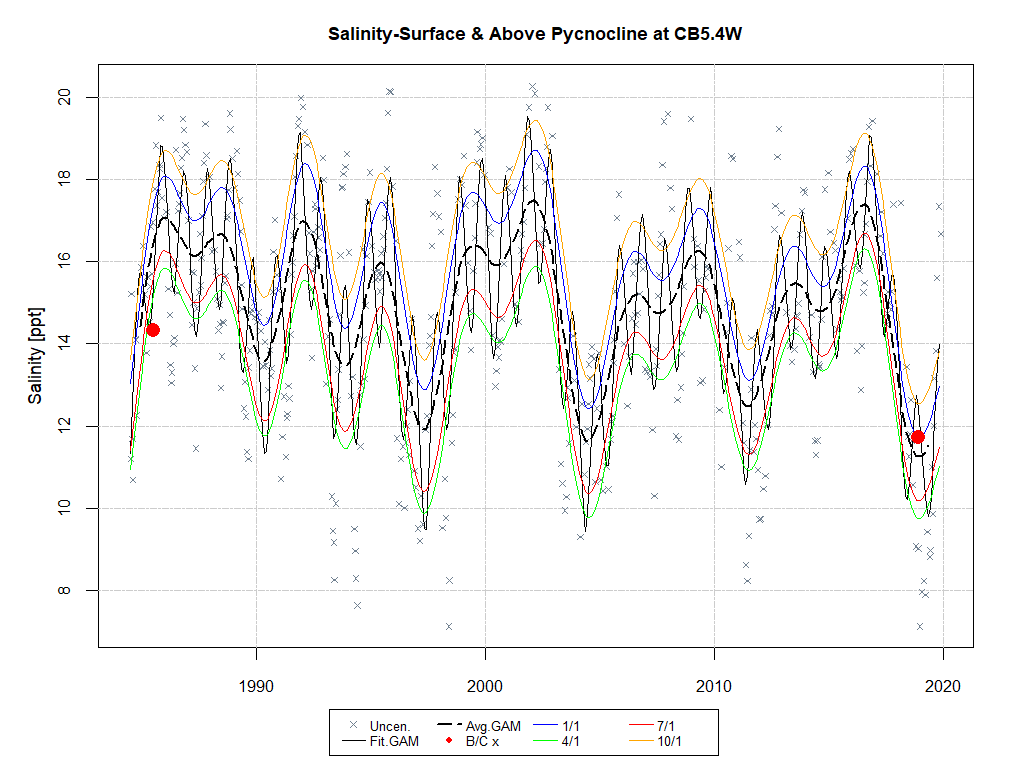 Salinity-Surface & Above Pycnocline at CB5.4W
Salinity [ppt]
20
18
16
14
12
10
8
1990 2000 2010 2020
Uncen. Avg.GAM 1/1 7/1
Fit.GAM B/C x 4/1 10/1